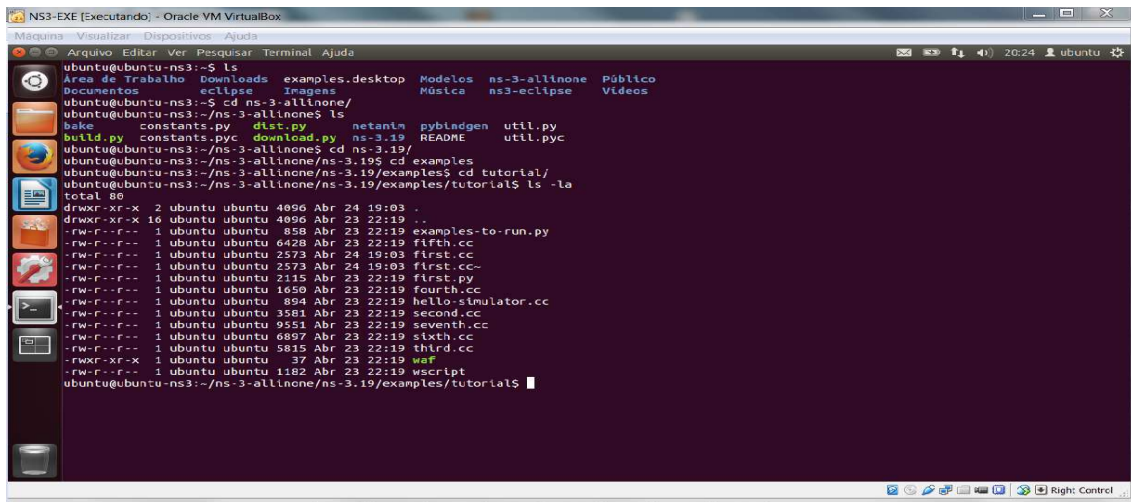 NS3-EXE [Executando] - Oracle VM VirtualBox
Máquina Visualizar Dispositivos Ajuda
Arquivo Editar Ver Pesquisar Terminal Ajuda 20:24 ubuntu
ubuntu@ubuntu-ns3:~$ ls
Área de Trabalho Downloads examples.desktop Modelos ns-3-allinone Público
Documentos eclipse Imagens Música ns3-eclipse Vídeos
ubuntu@ubuntu-ns3:~$ cd ns-3-allinone/
ubuntu@ubuntu-ns3:~/ns-3-allinone$ ls
bake constants.py dist.py netanim pybindgen util.py
build.py constants.pyc download.py ns-3.19 README util.pyc
ubuntu@ubuntu-ns3:~/ns-3-allinone$ cd ns-3.19/
ubuntu@ubuntu-ns3:~/ns-3-allinone/ns-3.19$ cd examples
ubuntu@ubuntu-ns3:~/ns-3-allinone/ns-3.19/examples$ cd tutorial/
ubuntu@ubuntu-ns3:~/ns-3-allinone/ns-3.19/examples/tutorial$ ls -la
total 80
drwxr-xr-x 2 ubuntu ubuntu 4096 Abr 24 19:03 .
drwxr-xr-x 16 ubuntu ubuntu 4096 Abr 23 22:19 ..
-rw-r--r-- 1 ubuntu ubuntu 858 Abr 23 22:19 examples-to-run.py
-rw-r--r-- 1 ubuntu ubuntu 6428 Abr 23 22:19 fifth.cc
-rw-r--r-- 1 ubuntu ubuntu 2573 Abr 24 19:03 first.cc
-rw-r--r-- 1 ubuntu ubuntu 2573 Abr 24 19:03 first.cc~
-rw-r--r-- 1 ubuntu ubuntu 2115 Abr 23 22:19 first.py
-rw-r--r-- 1 ubuntu ubuntu 1650 Abr 23 22:19 fourth.cc
-rw-r--r-- 1 ubuntu ubuntu 894 Abr 23 22:19 hello-simulator.cc
-rw-r--r-- 1 ubuntu ubuntu 3581 Abr 23 22:19 second.cc
-rw-r--r-- 1 ubuntu ubuntu 9551 Abr 23 22:19 seventh.cc
-rw-r--r-- 1 ubuntu ubuntu 6897 Abr 23 22:19 sixth.cc
-rw-r--r-- 1 ubuntu ubuntu 5815 Abr 23 22:19 third.cc
-rwxr-xr-x 1 ubuntu ubuntu 37 Abr 23 22:19 waf
-rw-r--r-- 1 ubuntu ubuntu 1182 Abr 23 22:19 wscript
ubuntu@ubuntu-ns3:~/ns-3-allinone/ns-3.19/examples/tutorial$
Right Control